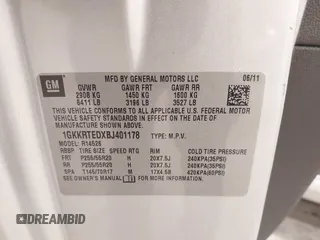 GM
MFD BY GENERAL MOTORS LLC 06/11
GVWR GAWR FRT GAWR RR
2908 KG 1450 KG 1600 KG
6411 LB 3196 LB 3527 LB
THIS VEHICLE CONFORMS TO ALL APPLICABLE U.S. FEDERAL MOTOR
VEHICLE SAFETY STANDARDS IN EFFECT ON THE DATE OF
MANUFACTURE SHOWN ABOVE.
1GKKRTEDXBJ401178 TYPE: M.P.V.
MODEL: R14526
TIRE SIZE SPEED RTG RIM COLD TIRE PRESSURE
FRT P255/55R20 H 20X7.5J 240KPA(35PSI)
RR P255/55R20 H 20X7.5J 240KPA(35PSI)
SPA T145/70R17 M 17X4.5B 420KPA(60PSI)
SEE OWNER'S MANUAL FOR ADDITIONAL INFORMATION
DREAMBID